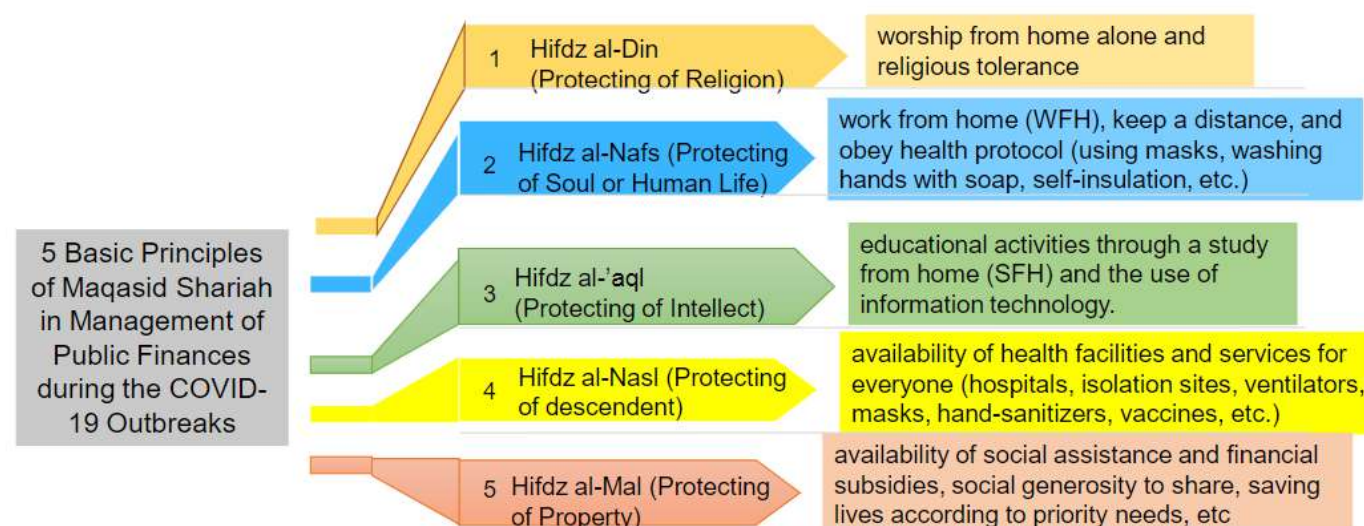 5 Basic Principles
of Maqasid Shariah
in Management of
Public Finances
during the COVID-
19 Outbreaks
1 Hifdz al-Din
(Protecting of Religion)
worship from home alone and
religious tolerance
2 Hifdz al-Nafs (Protecting
of Soul or Human Life)
work from home (WFH), keep a distance, and
obey health protocol (using masks, washing
hands with soap, self-insulation, etc.)
3 Hifdz al-'aql
(Protecting of Intellect)
educational activities through a study
from home (SFH) and the use of
information technology.
4 Hifdz al-Nasl (Protecting
of descendent)
availability of health facilities and services for
everyone (hospitals, isolation sites, ventilators,
masks, hand-sanitizers, vaccines, etc.)
5 Hifdz al-Mal (Protecting
of Property)
availability of social assistance and financial
subsidies, social generosity to share, saving
lives according to priority needs, etc